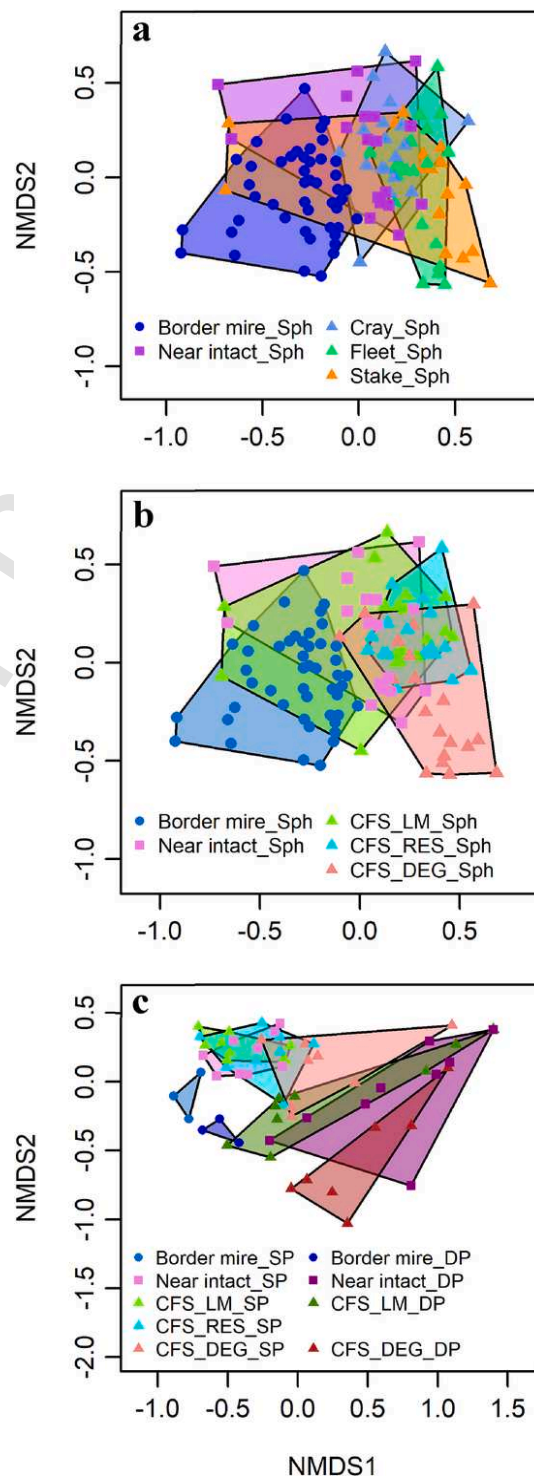 a
NMDS2
0.5
0.0
-0.5
-1.0
Border mire_Sph
Near intact_Sph
Cray_Sph
Fleet_Sph
Stake_Sph
-1.0 -0.5 0.0 0.5
b
NMDS2
0.5
0.0
-0.5
-1.0
Border mire_Sph
Near intact_Sph
CFS_LM_Sph
CFS_RES_Sph
CFS_DEG_Sph
-1.0 -0.5 0.0 0.5
c
NMDS2
0.5
0.0
-0.5
-1.0
-1.5
-2.0
Border mire_SP
Near intact_SP
CFS_LM_SP
CFS_RES_SP
CFS_DEG_SP
Border mire_DP
Near intact_DP
CFS_LM_DP
CFS_DEG_DP
-1.0 -0.5 0.0 0.5 1.0 1.5
NMDS1